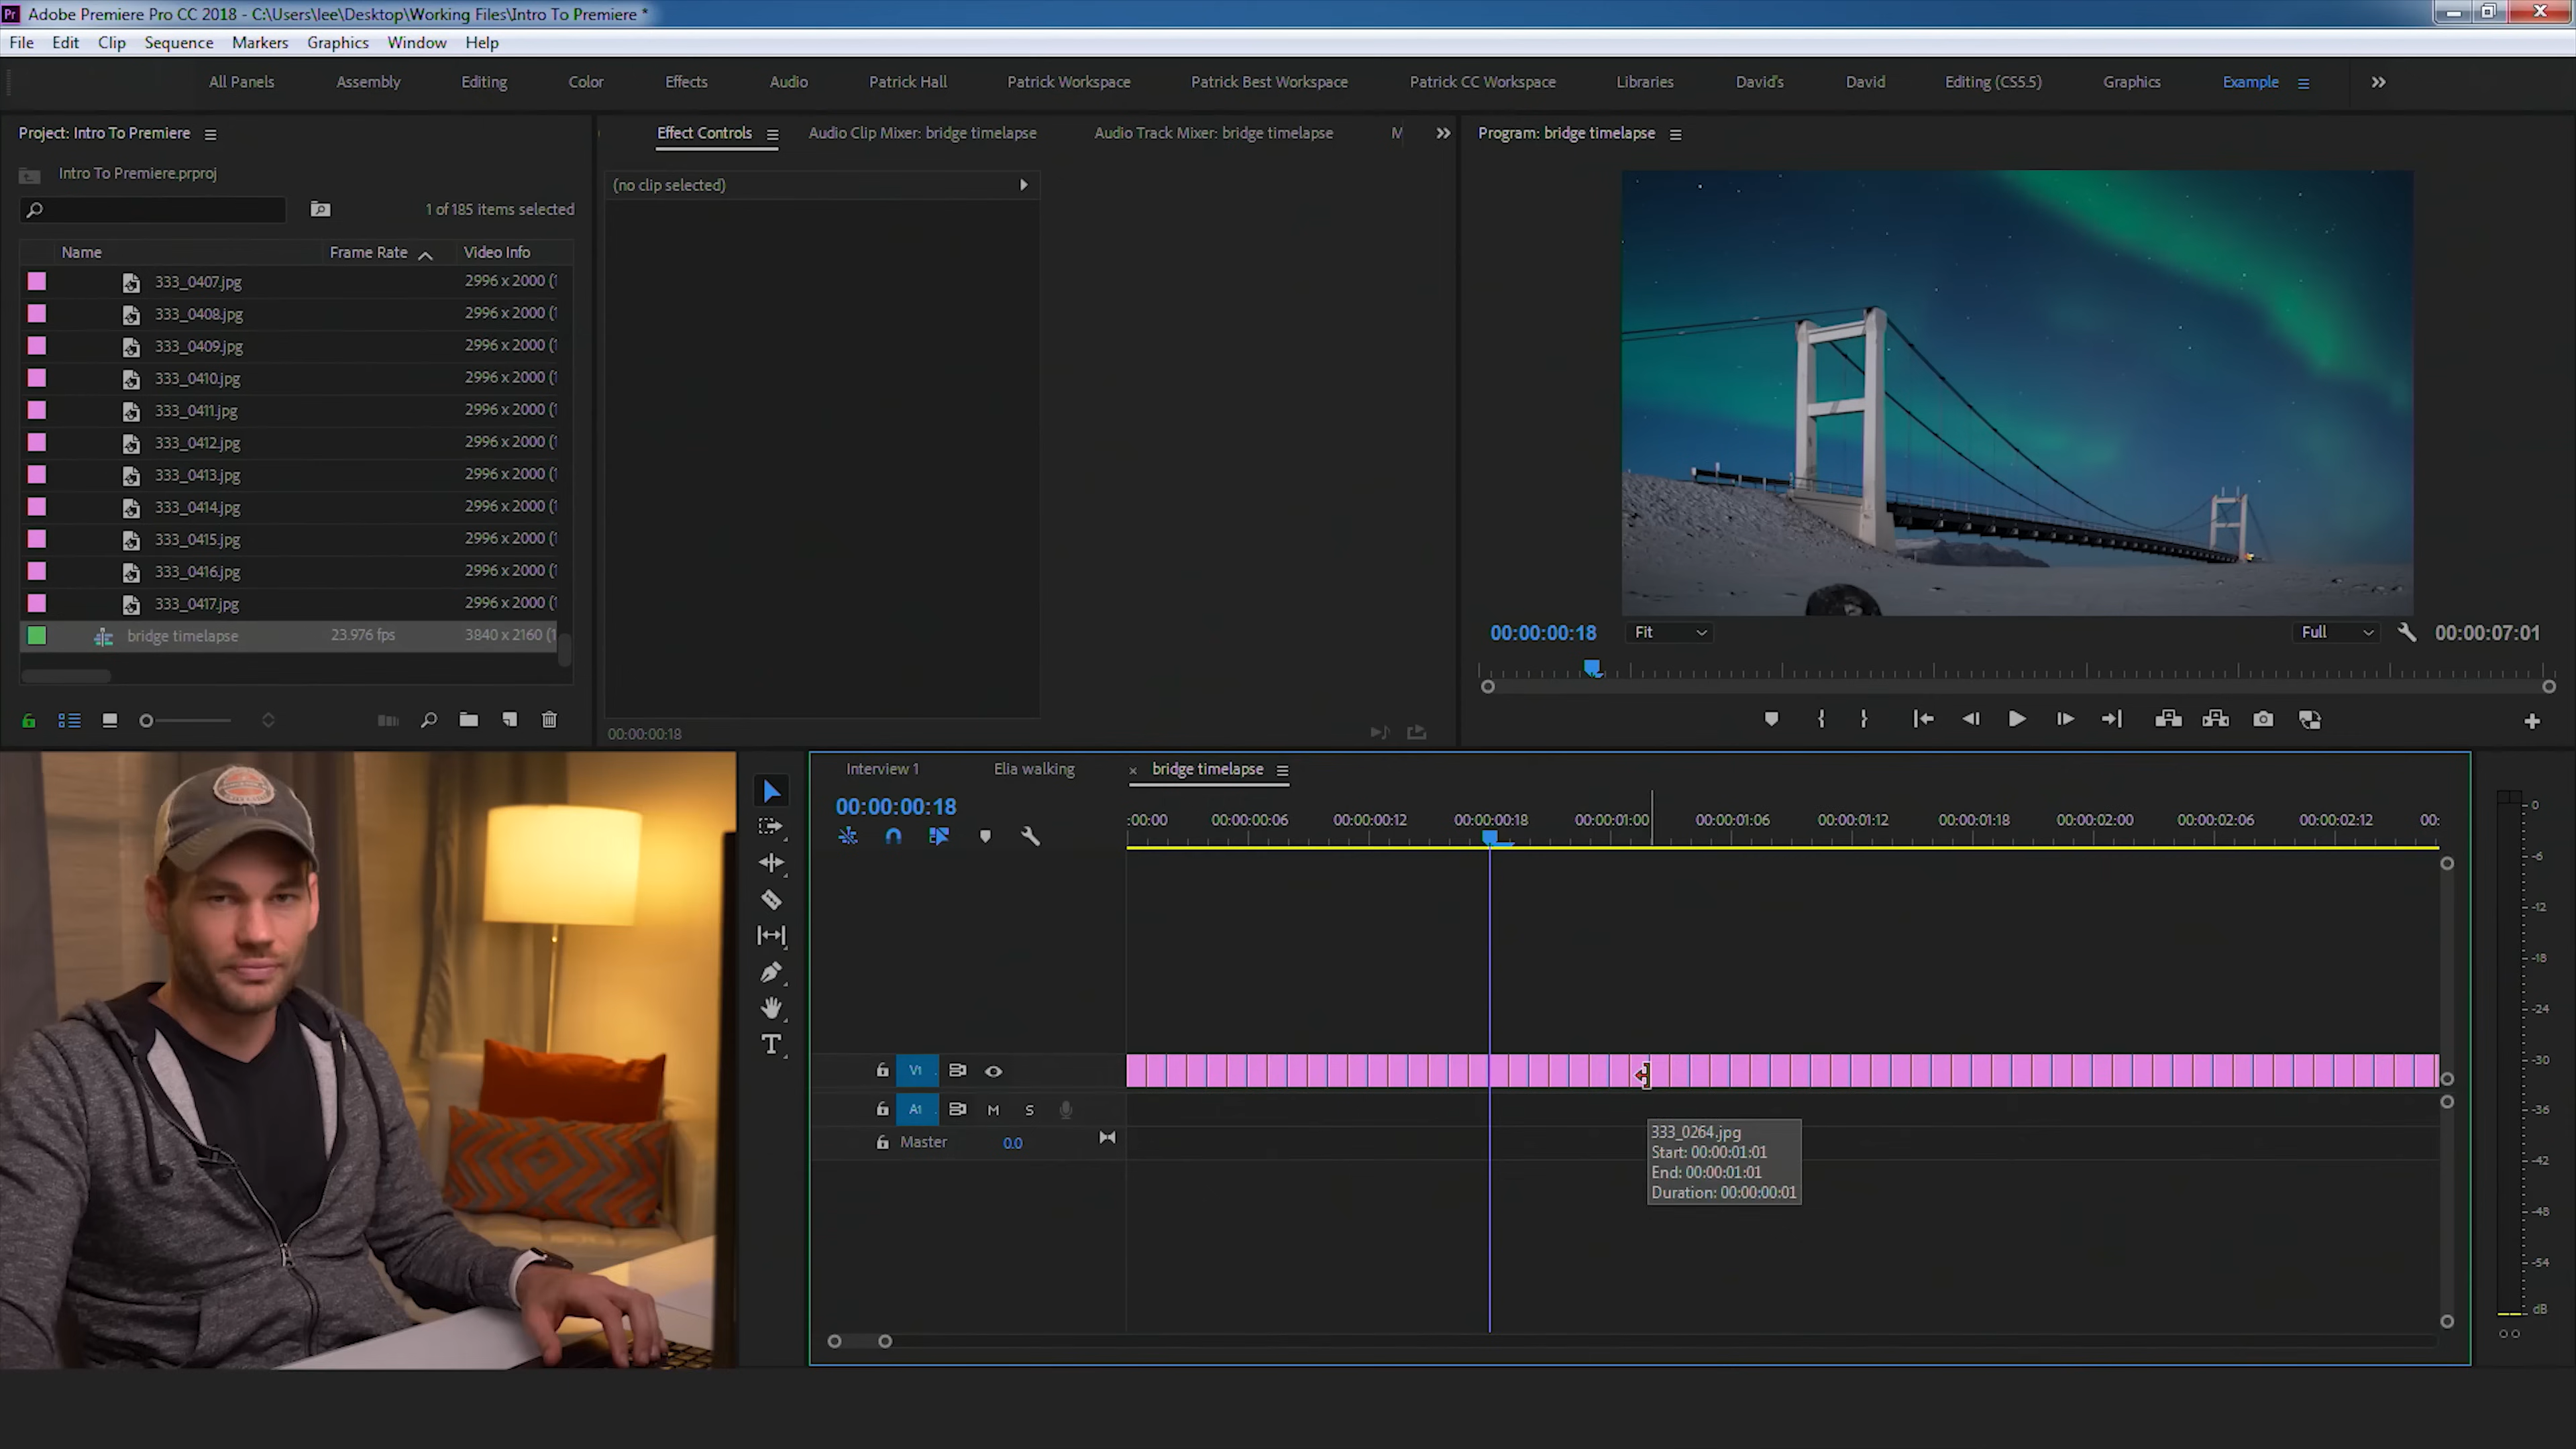 Pr Adobe Premiere Pro CC 2018 - C:\Users\lee\Desktop\Working Files\Intro To Premiere *
File Edit Clip Sequence Markers Graphics Window Help
All Panels Assembly Editing Color Effects Audio Patrick Hall Patrick Workspace Patrick Best Workspace Patrick CC Workspace Libraries David's David Editing (CS5.5) Graphics Example
Project: Intro To Premiere
Intro To Premiere.prproj
1 of 185 items selected
Name Frame Rate Video Info
333_0407.jpg 2996 x 2000 (1
333_0408.jpg 2996 x 2000 (1
333_0409.jpg 2996 x 2000 (1
333_0410.jpg 2996 x 2000 (1
333_0411.jpg 2996 x 2000 (1
333_0412.jpg 2996 x 2000 (1
333_0413.jpg 2996 x 2000 (1
333_0414.jpg 2996 x 2000 (1
333_0415.jpg 2996 x 2000 (1
333_0416.jpg 2996 x 2000 (1
333_0417.jpg 2996 x 2000 (1
bridge timelapse 23.976 fps 3840 x 2160 (1
Effect Controls Audio Clip Mixer: bridge timelapse Audio Track Mixer: bridge timelapse M
(no clip selected)
00:00:00:18
Program: bridge timelapse
00:00:00:18 Fit Full 00:00:07:01
Interview 1 Elia walking × bridge timelapse
00:00:00:18
:00:00 00:00:00:06 00:00:00:12 00:00:00:18 00:00:01:00 00:00:01:06 00:00:01:12 00:00:01:18 00:00:02:00 00:00:02:06 00:00:02:12 00:
V1
A1 M S
Master 0.0
333_0264.jpg
Start: 00:00:01:01
End: 00:00:01:01
Duration: 00:00:00:01
0
-6
-12
-18
-24
-30
-36
-42
-48
-54
dB